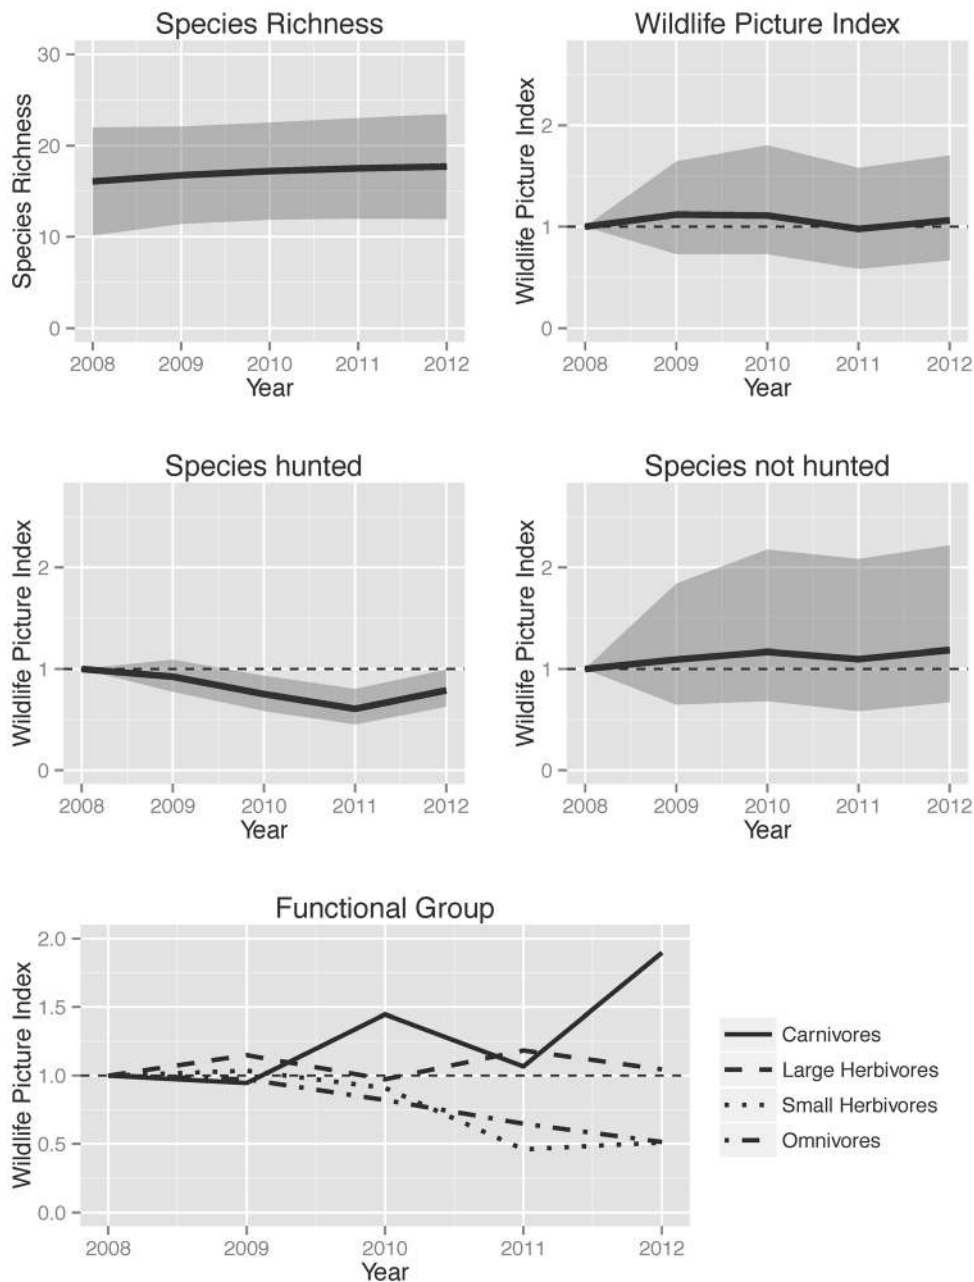 Species Richness
Species Richness
30
20
10
0
2008 2009 2010 2011 2012
Year
Wildlife Picture Index
Wildlife Picture Index
2
1
0
2008 2009 2010 2011 2012
Year
Species hunted
Wildlife Picture Index
2
1
0
2008 2009 2010 2011 2012
Year
Species not hunted
Wildlife Picture Index
2
1
0
2008 2009 2010 2011 2012
Year
Functional Group
Wildlife Picture Index
2.0
1.5
1.0
0.5
0.0
2008 2009 2010 2011 2012
Year
Carnivores
Large Herbivores
Small Herbivores
Omnivores